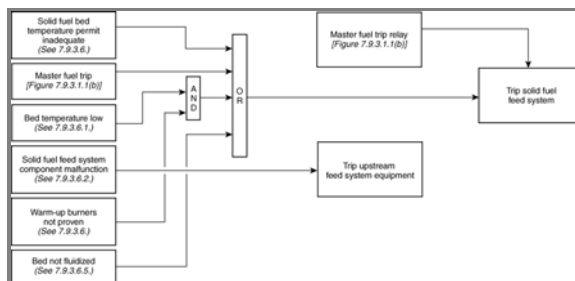 Solid fuel bed
temperature permit
inadequate
(See 7.9.3.6.)
Master fuel trip
[Figure 7.9.3.1.1(b)]
Bed temperature low
(See 7.9.3.6.1.)
Solid fuel feed system
component malfunction
(See 7.9.3.6.2.)
Warm-up burners
not proven
(See 7.9.3.6.)
Bed not fluidized
(See 7.9.3.6.5.)
A
N
D
O
R
Master fuel trip relay
[Figure 7.9.3.1.1(b)]
Trip solid fuel
feed system
Trip upstream
feed system equipment